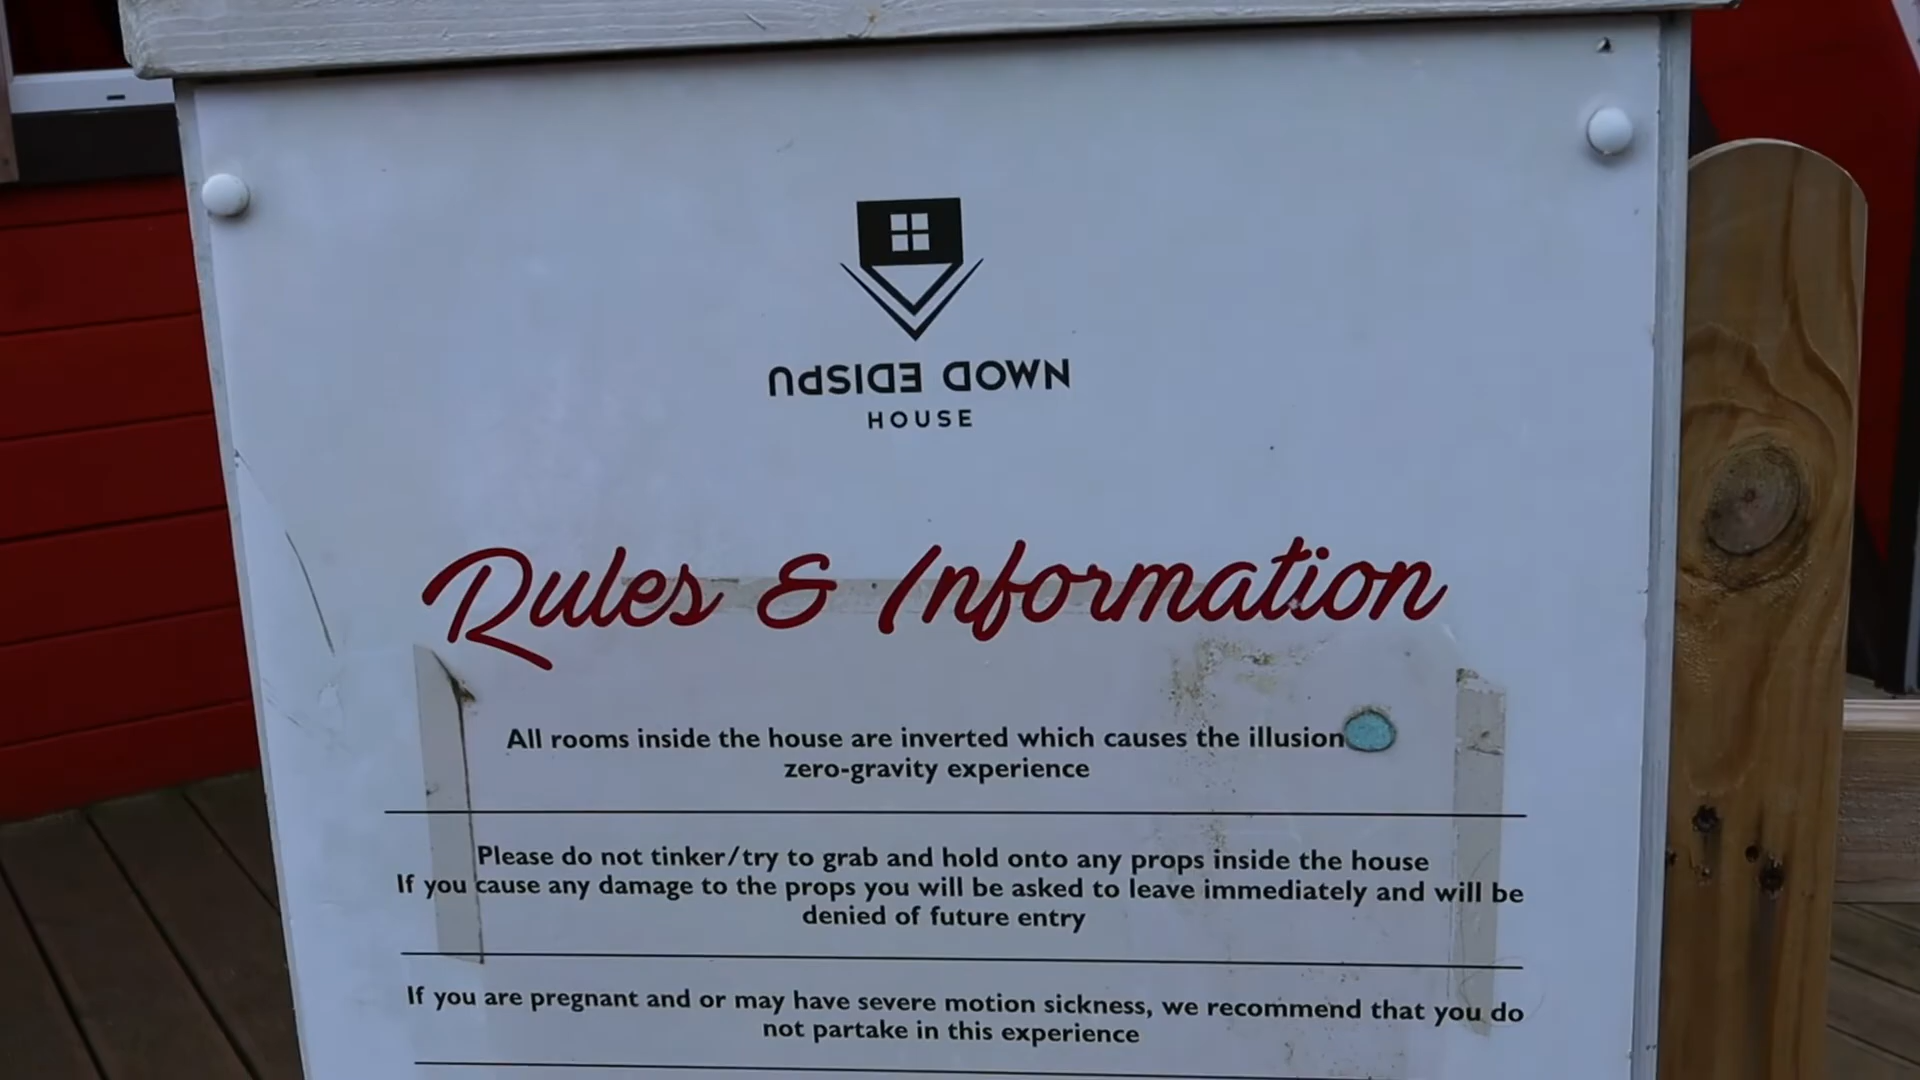 UPSIDE DOWN
HOUSE
Rules & Information
All rooms inside the house are inverted which causes the illusion
zero-gravity experience
Please do not tinker/try to grab and hold onto any props inside the house
If you cause any damage to the props you will be asked to leave immediately and will be
denied of future entry
If you are pregnant and or may have severe motion sickness, we recommend that you do
not partake in this experience